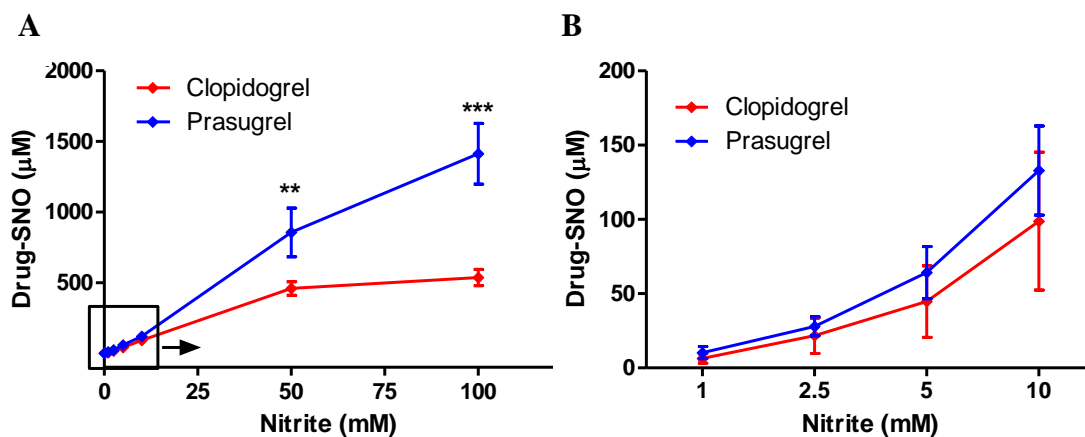 A
Drug-SNO (µM)
2000
1500
1000
500
Clopidogrel
Prasugrel
**
***
0
25
50
75
100
Nitrite (mM)
B
Drug-SNO (µM)
200
150
100
50
0
Clopidogrel
Prasugrel
1
2.5
5
10
Nitrite (mM)